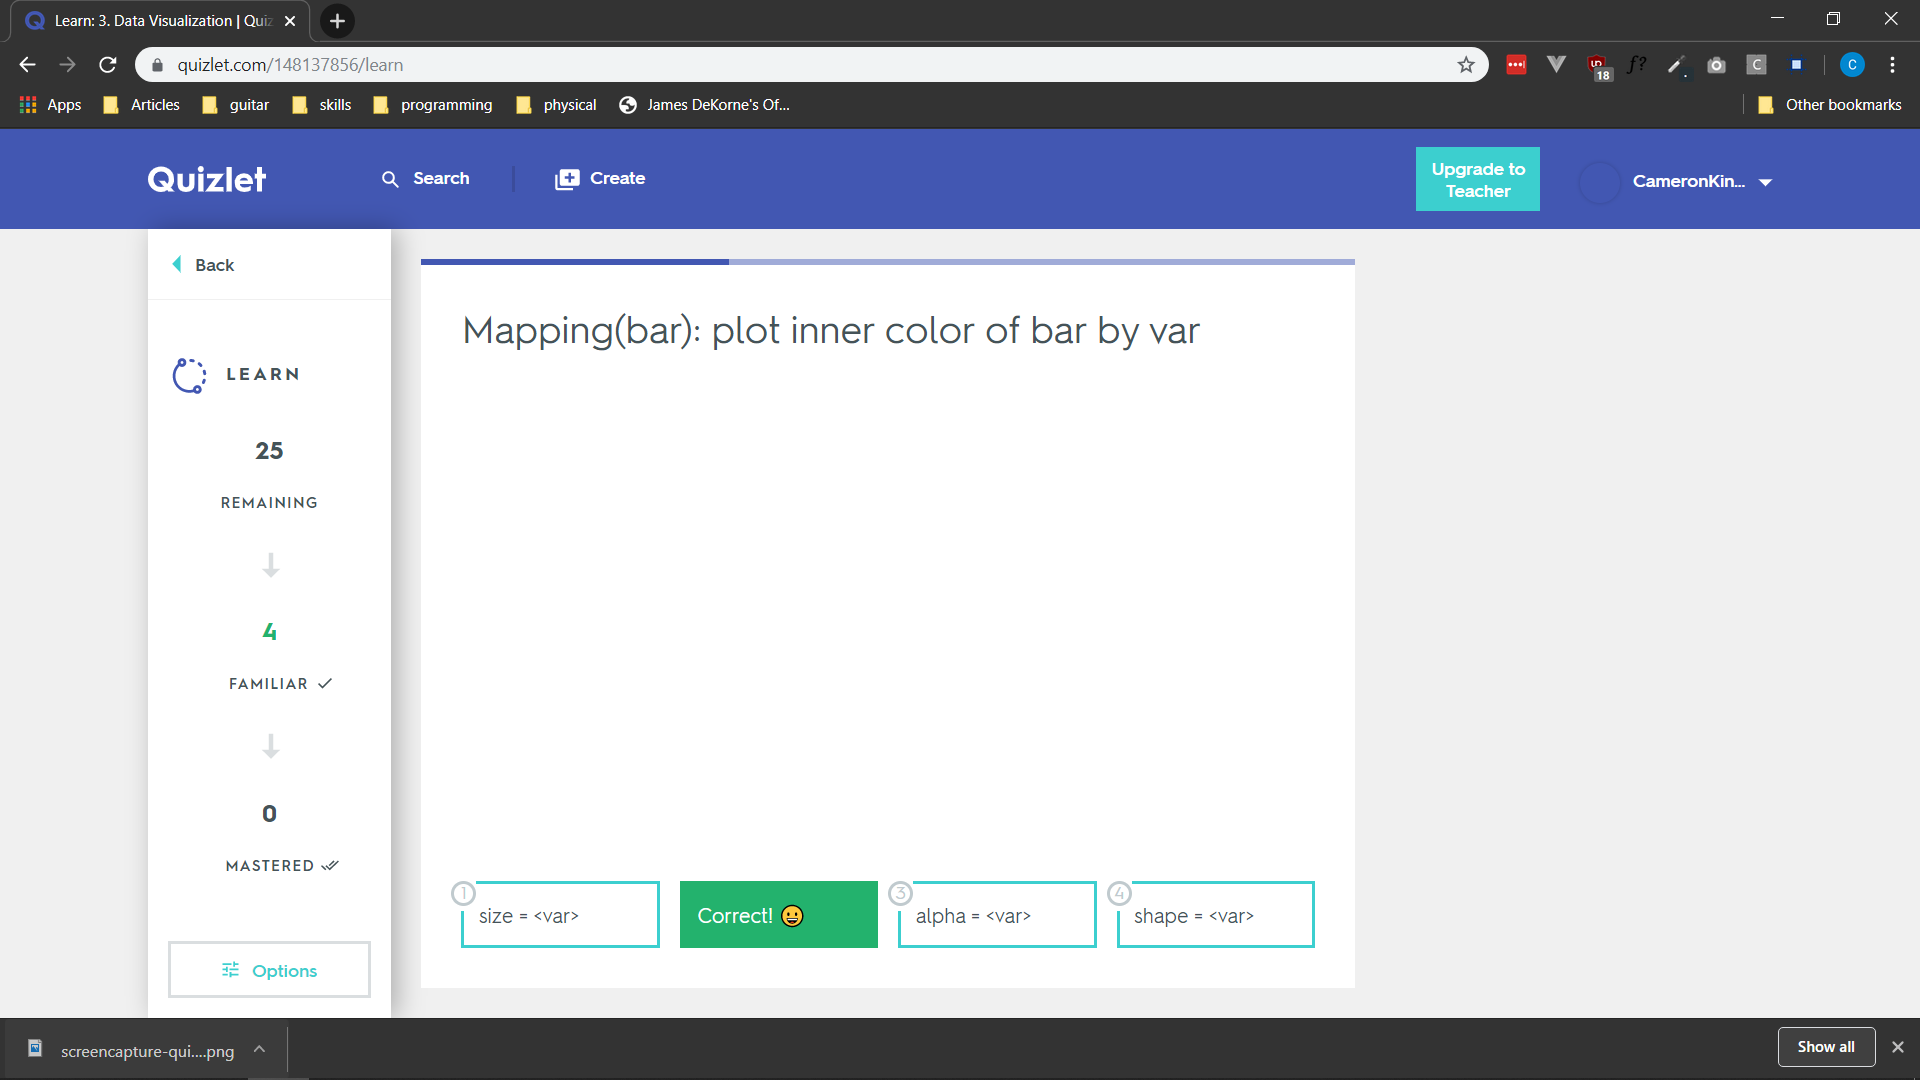 Learn: 3. Data Visualization | Quiz
quizlet.com/148137856/learn
18
f?
C
C
Apps
Articles
guitar
skills
programming
physical
James DeKorne's Of...
Other bookmarks
Quizlet
Search
Create
Upgrade to
Teacher
CameronKin...
Back
LEARN
25
REMAINING
4
FAMILIAR
0
MASTERED
Options
Mapping(bar): plot inner color of bar by var
1
size = <var>
Correct! 😀
3
alpha = <var>
4
shape = <var>
screencapture-qui....png
Show all